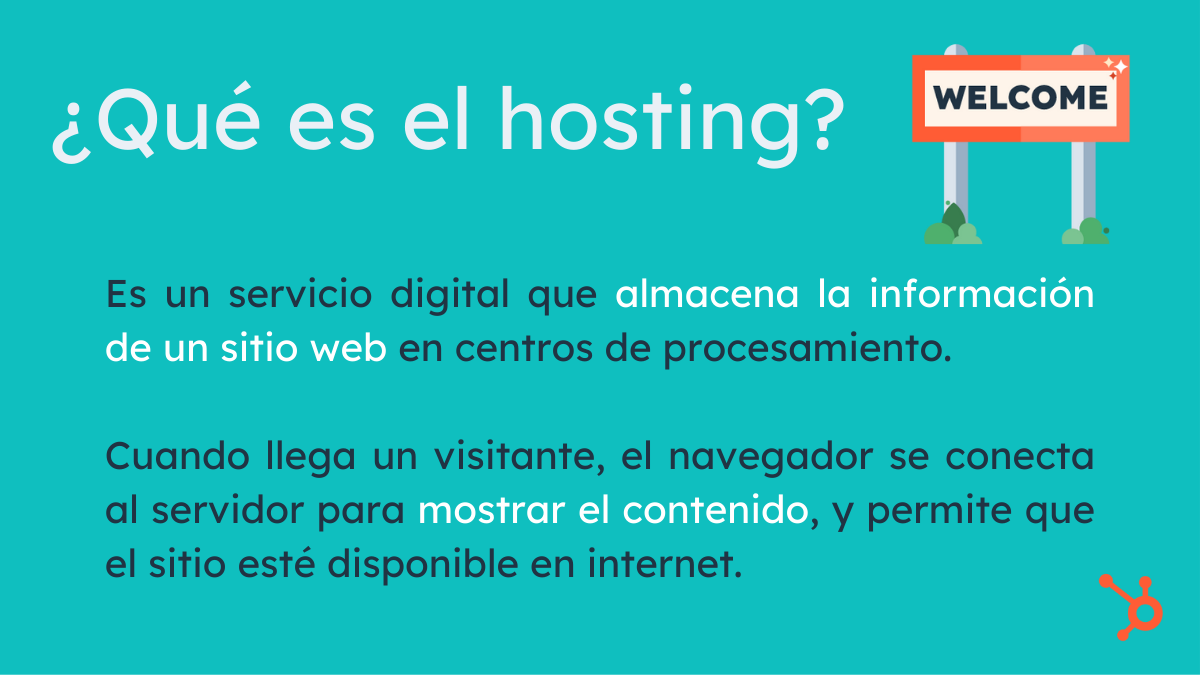 ¿Qué es el hosting?
WELCOME
Es un servicio digital que almacena la información
de un sitio web en centros de procesamiento.
Cuando llega un visitante, el navegador se conecta
al servidor para mostrar el contenido, y permite que
el sitio esté disponible en internet.